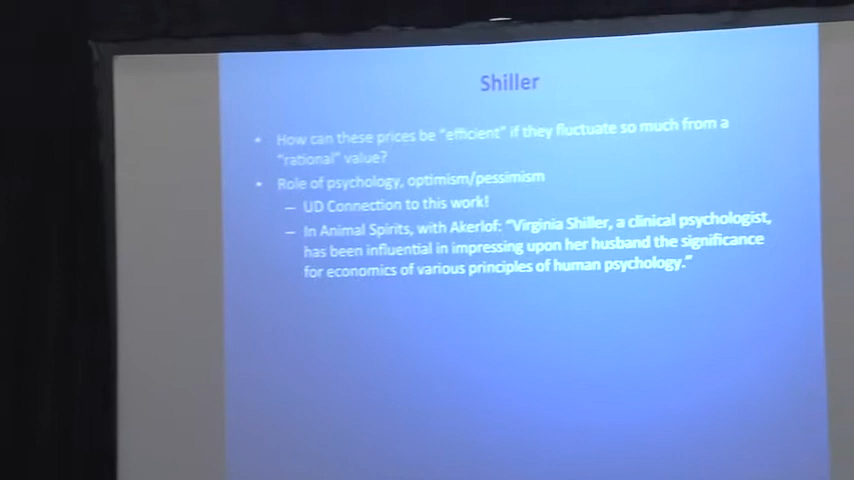 Shiller
• How can these prices be "efficient" if they fluctuate so much from a
"rational" value?
• Role of psychology, optimism/pessimism
– UD Connection to this work!
– In Animal Spirits, with Akerlof: "Virginia Shiller, a clinical psychologist,
has been influential in impressing upon her husband the significance
for economics of various principles of human psychology."